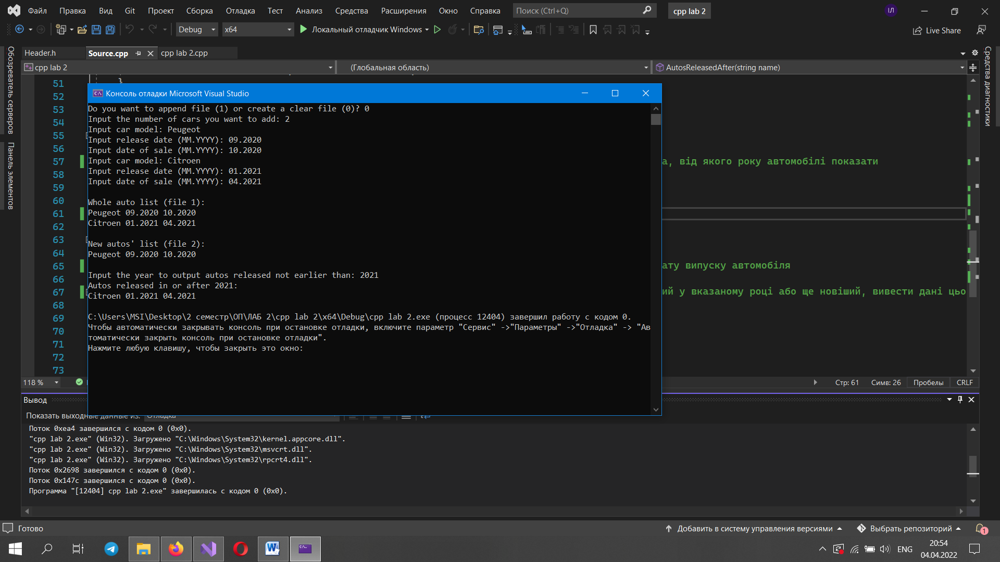 Файл Правка Вид Git Проект Сборка Отладка Тест Анализ Средства Расширения Окно Справка Поиск (Ctrl+Q) cpp lab 2 ІЛ
Debug x64 Локальный отладчик Windows Live Share
Обозреватель серверов
Панель элементов
Средства диагностики
Header.h Source.cpp cpp lab 2.cpp
cpp lab 2 (Глобальная область) AutosReleasedAfter(string name)
51 }
52
53
54
55
56
57 а, від якого року автомобілі показати
58
59
60
61
62
63
64
65 ату випуску автомобіля
66
67 ий у вказаному році або ще новіший, вивести дані цьо
68
69
70
71
72
73
Консоль отладки Microsoft Visual Studio
Do you want to append file (1) or create a clear file (0)? 0
Input the number of cars you want to add: 2
Input car model: Peugeot
Input release date (MM.YYYY): 09.2020
Input date of sale (MM.YYYY): 10.2020
Input car model: Citroen
Input release date (MM.YYYY): 01.2021
Input date of sale (MM.YYYY): 04.2021
Whole auto list (file 1):
Peugeot 09.2020 10.2020
Citroen 01.2021 04.2021
New autos' list (file 2):
Peugeot 09.2020 10.2020
Input the year to output autos released not earlier than: 2021
Autos released in or after 2021:
Citroen 01.2021 04.2021
C:\Users\MSI\Desktop\2 семестр\ОП\ЛАБ 2\cpp lab 2\x64\Debug\cpp lab 2.exe (процесс 12404) завершил работу с кодом 0.
Чтобы автоматически закрывать консоль при остановке отладки, включите параметр "Сервис" ->"Параметры" ->"Отладка" -> "Ав
томатически закрыть консоль при остановке отладки".
Нажмите любую клавишу, чтобы закрыть это окно:
118 % Стр: 61 Симв: 26 Пробелы CRLF
Вывод
Показать выходные данные из: Отладка
Поток 0xea4 завершился с кодом 0 (0x0).
"cpp lab 2.exe" (Win32). Загружено "C:\Windows\System32\kernel.appcore.dll".
"cpp lab 2.exe" (Win32). Загружено "C:\Windows\System32\msvcrt.dll".
"cpp lab 2.exe" (Win32). Загружено "C:\Windows\System32\rpcrt4.dll".
Поток 0x2698 завершился с кодом 0 (0x0).
Поток 0x147c завершился с кодом 0 (0x0).
Программа "[12404] cpp lab 2.exe" завершилась с кодом 0 (0x0).
Готово Добавить в систему управления версиями Выбрать репозиторий 1
ENG 20:54
04.04.2022